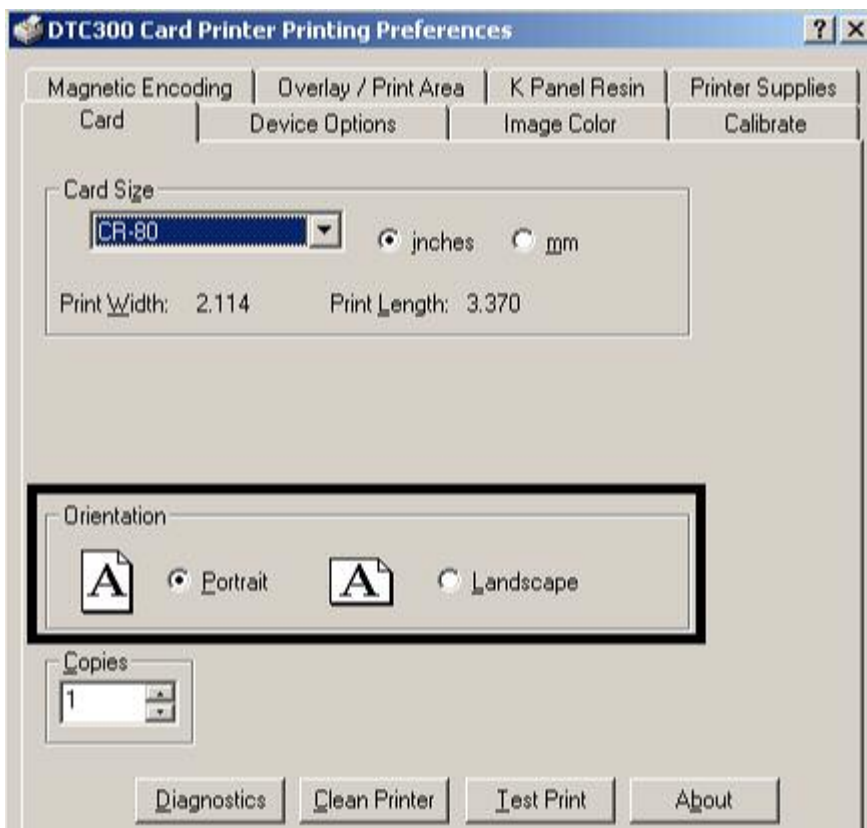 DTC300 Card Printer Printing Preferences
Magnetic Encoding Overlay / Print Area K Panel Resin Printer Supplies
Card Device Options Image Color Calibrate
Card Size
CR-80 inches mm
Print Width: 2.114 Print Length: 3.370
Orientation
A Portrait A Landscape
Copies
1
Diagnostics Clean Printer Test Print About